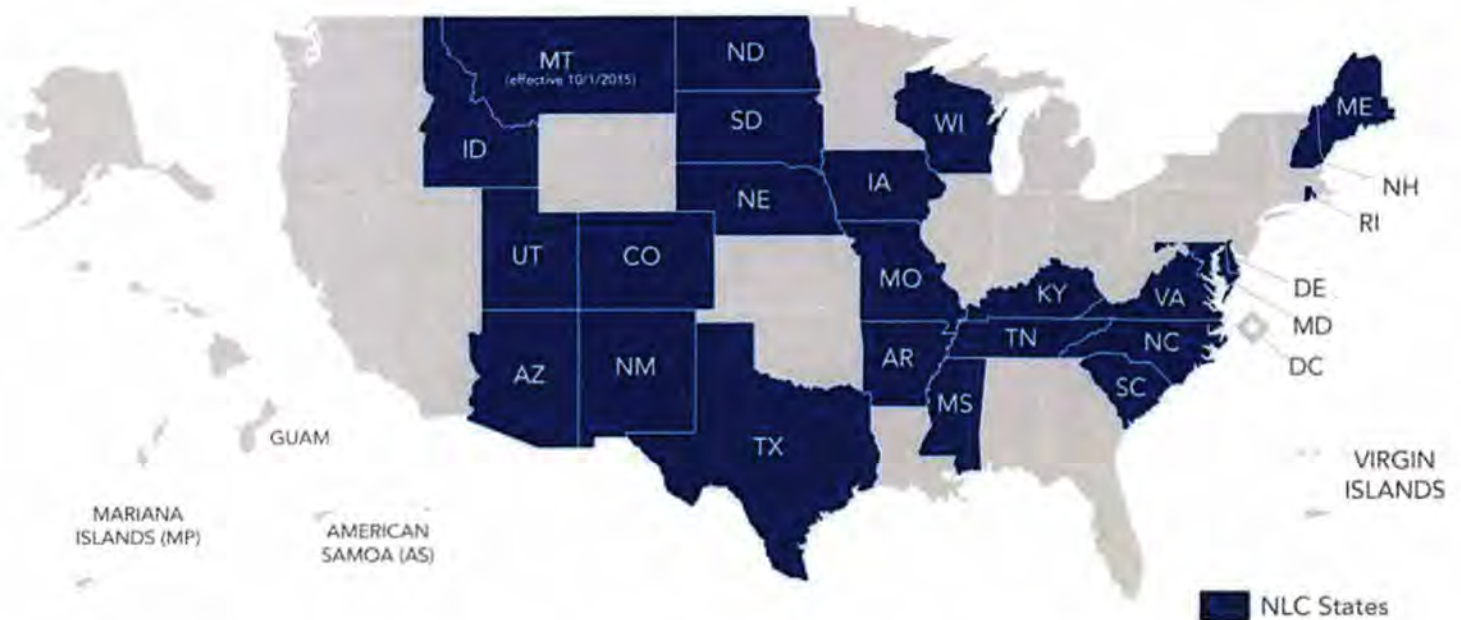 MT
(effective 10/1/2015)
ND
ID
SD
WI
ME
NE
IA
NH
RI
UT
CO
MO
KY
VA
DE
MD
DC
AZ
NM
AR
TN
NC
SC
MS
TX
GUAM
MARIANA
ISLANDS (MP)
AMERICAN
SAMOA (AS)
VIRGIN
ISLANDS
NLC States